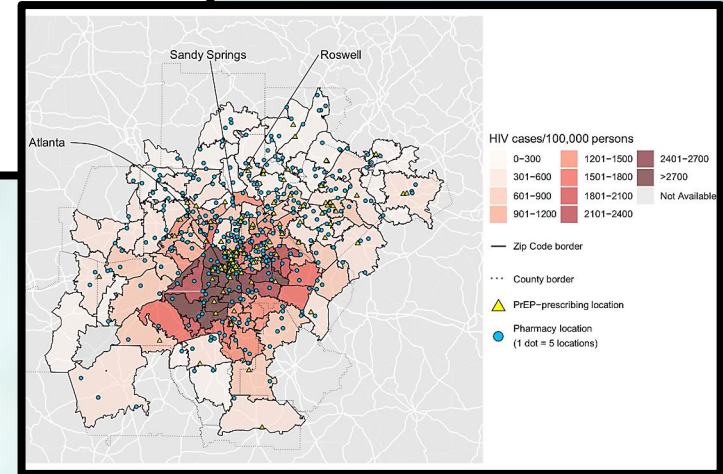 Sandy Springs
Roswell
Atlanta
HIV cases/100,000 persons
0−300
301−600
601−900
901−1200
1201−1500
1501−1800
1801−2100
2101−2400
2401−2700
>2700
Not Available
Zip Code border
County border
PrEP−prescribing location
Pharmacy location
(1 dot = 5 locations)